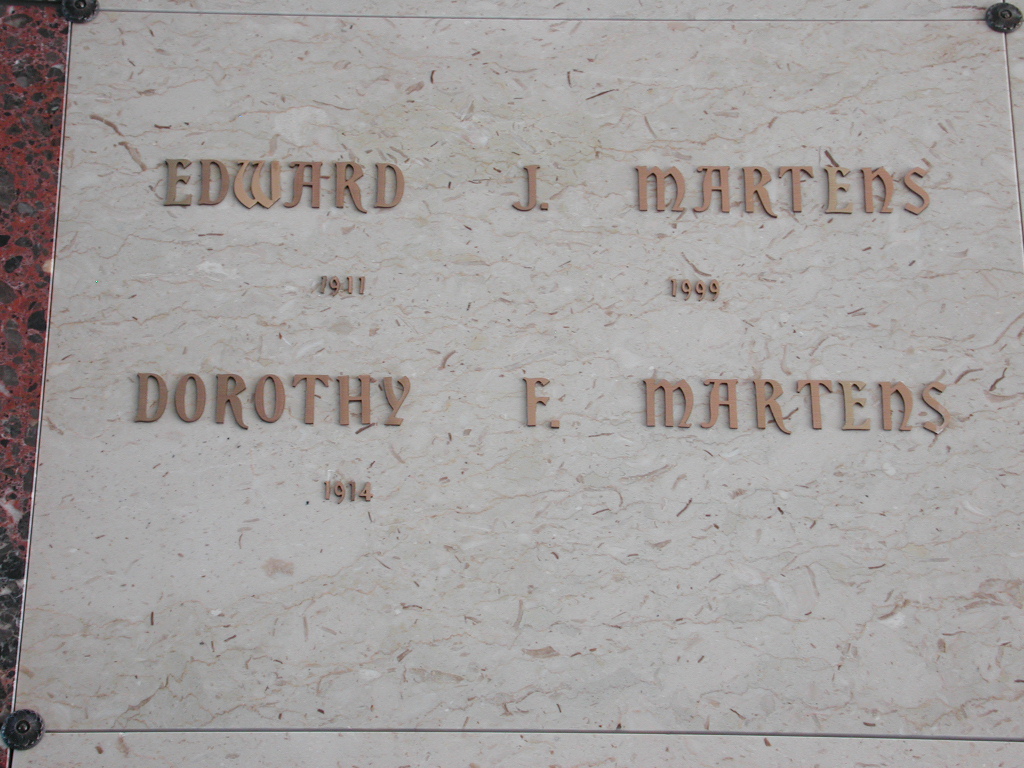 EDWARD J. MARTENS
1911 1999
DOROTHY F. MARTENS
1914